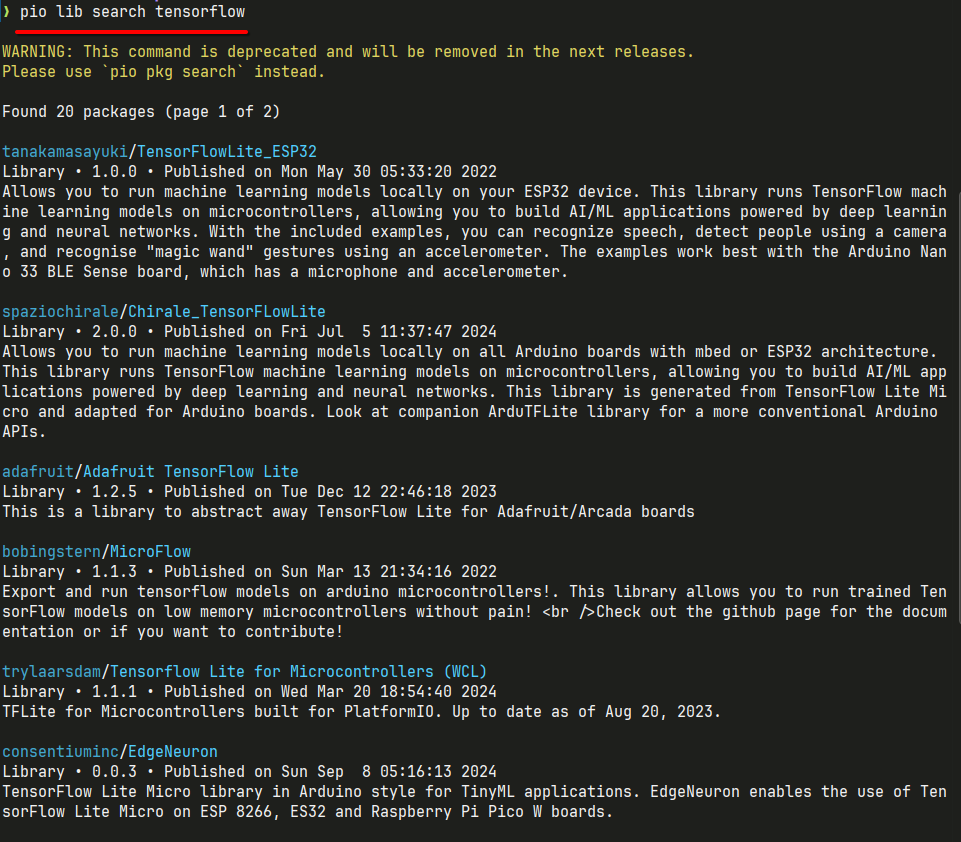 ❯ pio lib search tensorflow
WARNING: This command is deprecated and will be removed in the next releases.
Please use `pio pkg search` instead.
Found 20 packages (page 1 of 2)
tanakamasayuki/TensorFlowLite_ESP32
Library • 1.0.0 • Published on Mon May 30 05:33:20 2022
Allows you to run machine learning models locally on your ESP32 device. This library runs TensorFlow mach
ine learning models on microcontrollers, allowing you to build AI/ML applications powered by deep learnin
g and neural networks. With the included examples, you can recognize speech, detect people using a camera
, and recognise "magic wand" gestures using an accelerometer. The examples work best with the Arduino Nan
o 33 BLE Sense board, which has a microphone and accelerometer.
spaziochirale/Chirale_TensorFLowLite
Library • 2.0.0 • Published on Fri Jul  5 11:37:47 2024
Allows you to run machine learning models locally on all Arduino boards with mbed or ESP32 architecture.
This library runs TensorFlow machine learning models on microcontrollers, allowing you to build AI/ML app
lications powered by deep learning and neural networks. This library is generated from TensorFlow Lite Mi
cro and adapted for Arduino boards. Look at companion ArduTFLite library for a more conventional Arduino
APIs.
adafruit/Adafruit TensorFlow Lite
Library • 1.2.5 • Published on Tue Dec 12 22:46:18 2023
This is a library to abstract away TensorFlow Lite for Adafruit/Arcada boards
bobingstern/MicroFlow
Library • 1.1.3 • Published on Sun Mar 13 21:34:16 2022
Export and run tensorflow models on arduino microcontrollers!. This library allows you to run trained Ten
sorFlow models on low memory microcontrollers without pain! <br />Check out the github page for the docum
entation or if you want to contribute!
trylaarsdam/Tensorflow Lite for Microcontrollers (WCL)
Library • 1.1.1 • Published on Wed Mar 20 18:54:40 2024
TFLite for Microcontrollers built for PlatformIO. Up to date as of Aug 20, 2023.
consentiuminc/EdgeNeuron
Library • 0.0.3 • Published on Sun Sep  8 05:16:13 2024
TensorFlow Lite Micro library in Arduino style for TinyML applications. EdgeNeuron enables the use of Ten
sorFlow Lite Micro on ESP 8266, ES32 and Raspberry Pi Pico W boards.